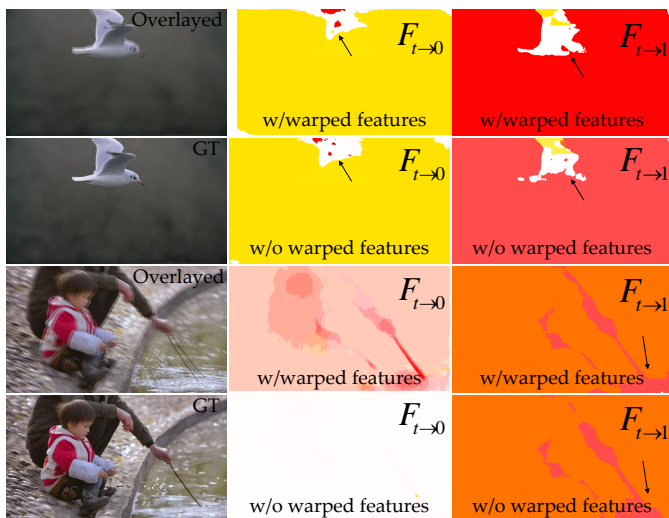 Overlayed
F_{t→0}
w/warped features
F_{t→1}
w/warped features
GT
F_{t→0}
w/o warped features
F_{t→1}
w/o warped features
Overlayed
F_{t→0}
w/warped features
F_{t→1}
w/warped features
GT
F_{t→0}
w/o warped features
F_{t→1}
w/o warped features